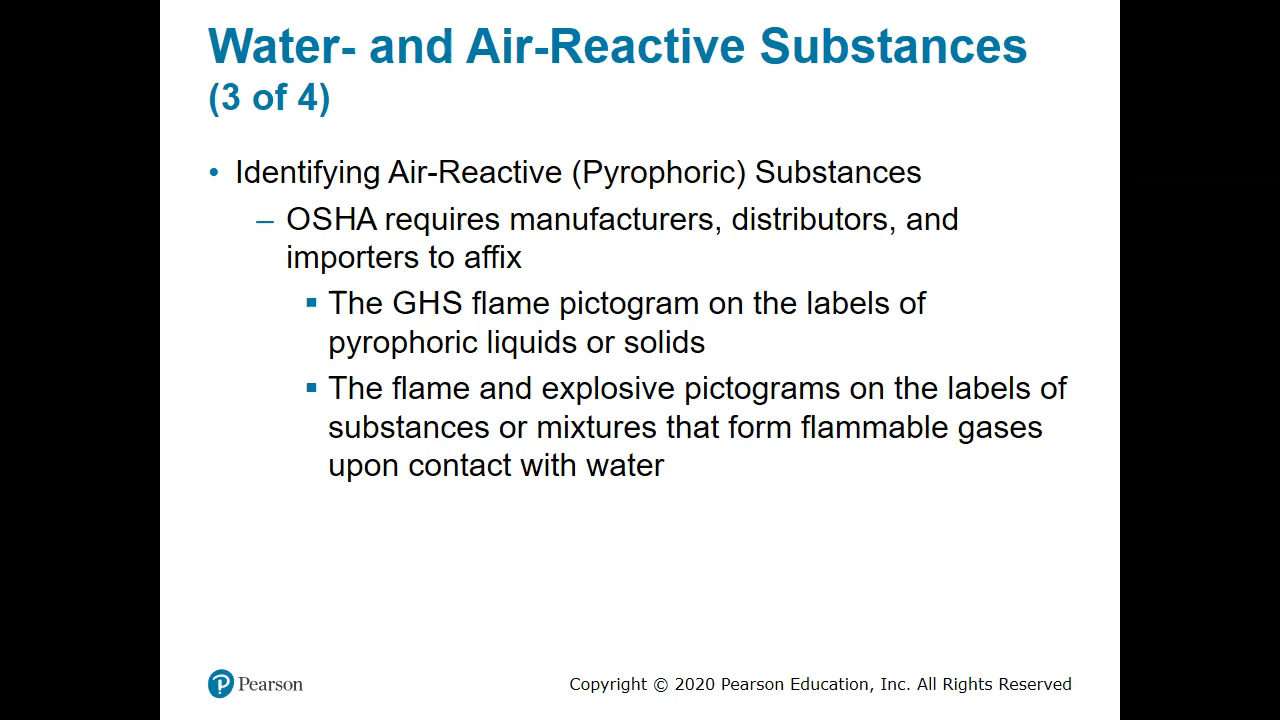 Water- and Air-Reactive Substances
(3 of 4)
• Identifying Air-Reactive (Pyrophoric) Substances
– OSHA requires manufacturers, distributors, and
importers to affix
▪ The GHS flame pictogram on the labels of
pyrophoric liquids or solids
▪ The flame and explosive pictograms on the labels of
substances or mixtures that form flammable gases
upon contact with water
P Pearson
Copyright © 2020 Pearson Education, Inc. All Rights Reserved